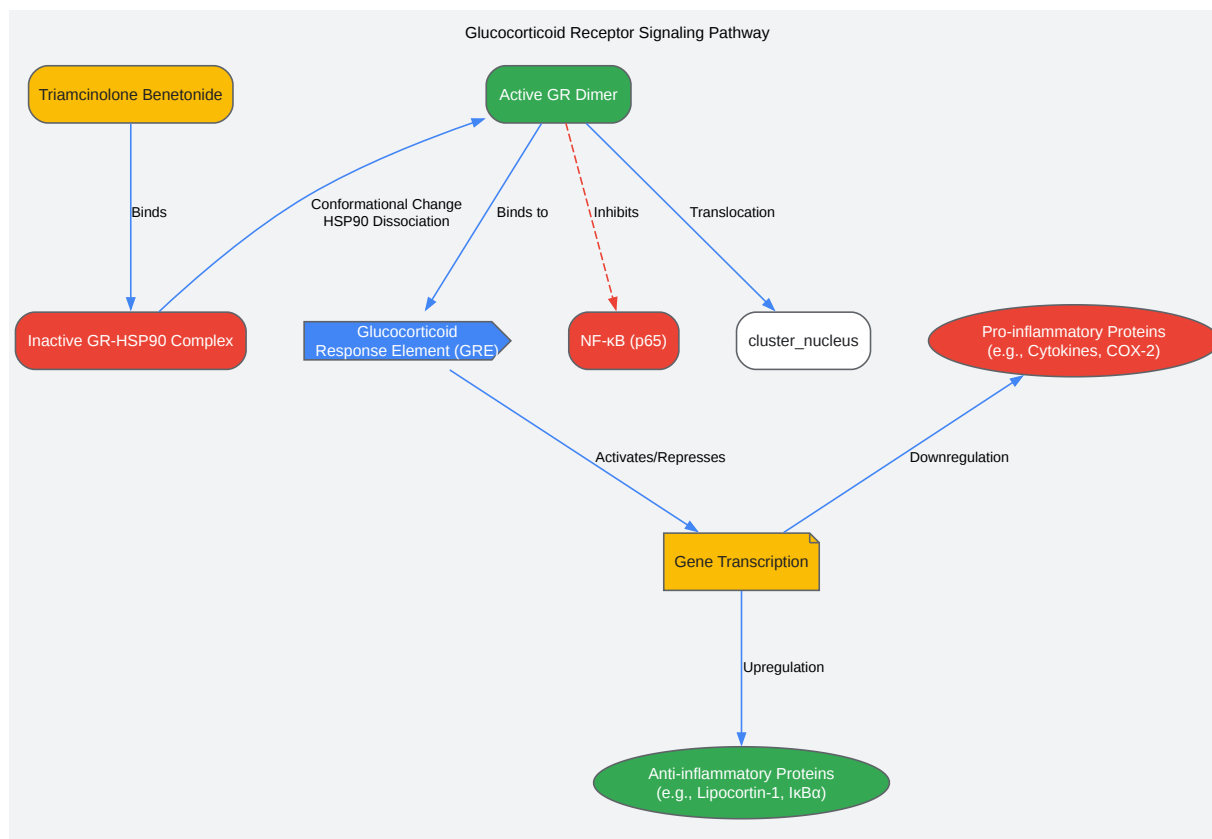 Glucocorticoid Receptor Signaling Pathway
Triamcinolone Benetonide
Active GR Dimer
Binds
Conformational Change
HSP90 Dissociation
Binds to
Inhibits
Translocation
Inactive GR-HSP90 Complex
Glucocorticoid
Response Element (GRE)
NF-κB (p65)
cluster_nucleus
Pro-inflammatory Proteins
(e.g., Cytokines, COX-2)
Activates/Represses
Downregulation
Gene Transcription
Upregulation
Anti-inflammatory Proteins
(e.g., Lipocortin-1, IκBα)